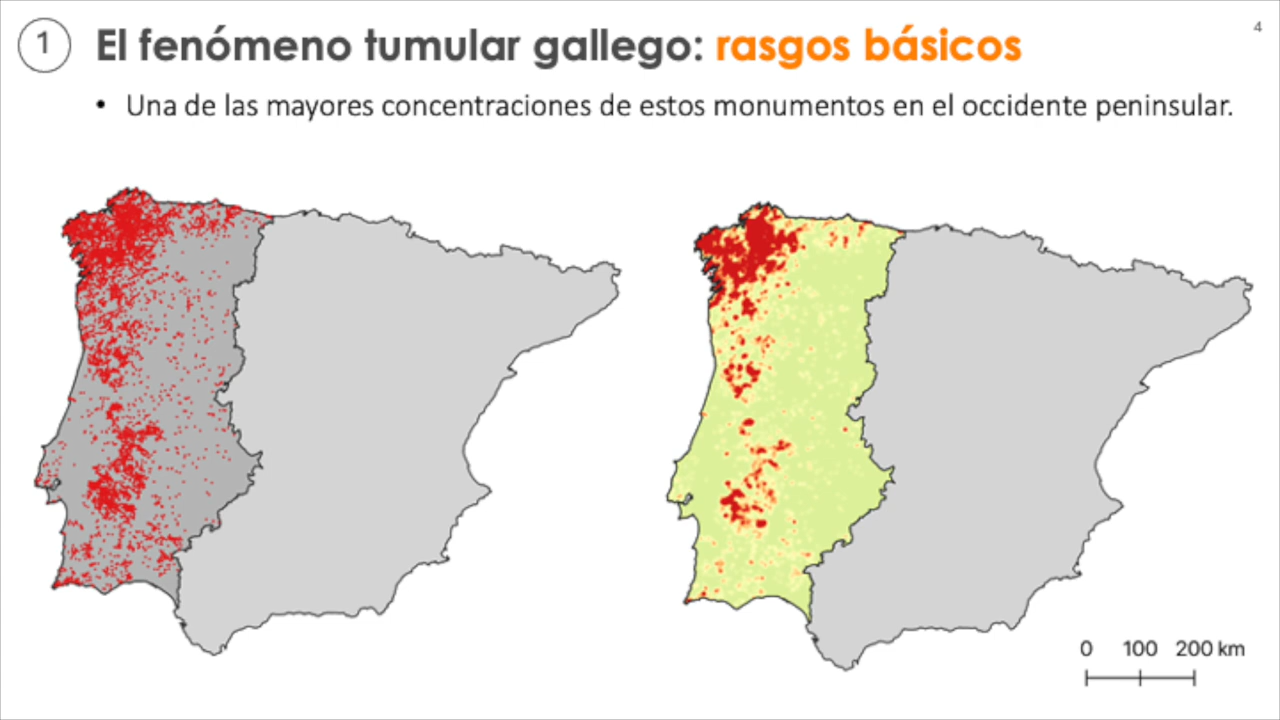 1
El fenómeno tumular gallego: rasgos básicos
4
• Una de las mayores concentraciones de estos monumentos en el occidente peninsular.
0 100 200 km